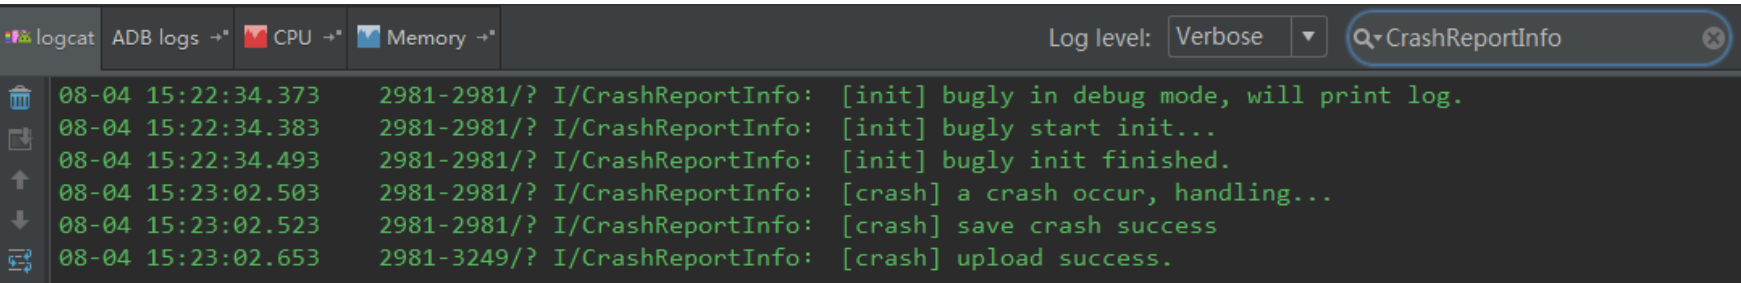 logcat ADB logs CPU Memory Log level: Verbose CrashReportInfo
08-04 15:22:34.373 2981-2981/? I/CrashReportInfo: [init] bugly in debug mode, will print log.
08-04 15:22:34.383 2981-2981/? I/CrashReportInfo: [init] bugly start init...
08-04 15:22:34.493 2981-2981/? I/CrashReportInfo: [init] bugly init finished.
08-04 15:23:02.503 2981-2981/? I/CrashReportInfo: [crash] a crash occur, handling...
08-04 15:23:02.523 2981-2981/? I/CrashReportInfo: [crash] save crash success
08-04 15:23:02.653 2981-3249/? I/CrashReportInfo: [crash] upload success.